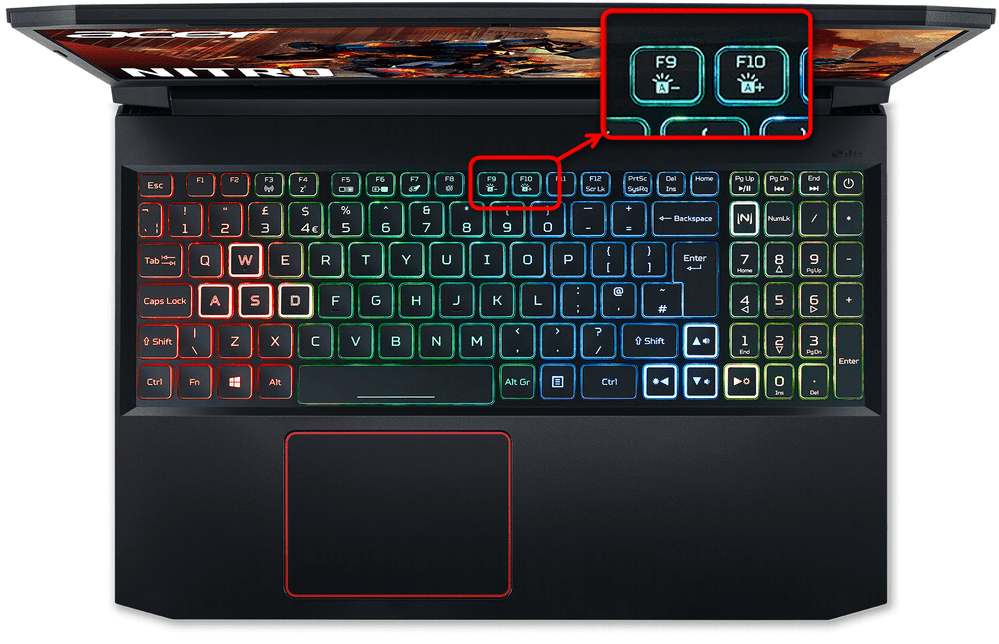 acer
NITRO
F9 F10
A- A+
dts
Esc F1 F2 F3 F4 F5 F6 F7 F8 F9 F10 F11 F12 PrtSc Del Home Pg Up Pg Dn End
Scr Lk SysRq Ins
¬ ! " £ $ % ^ & * ( ) _ + Backspace N NumLk / *
` ¦ 1 2 3 4 € 5 6 7 8 9 0 - =
Tab Q W E R T Y U I O P { } Enter 7 8 9 -
[ ] Home PgUp
Caps Lock A S D F G H J K L : @ ~ 4 5 6 +
; ' #
Shift | Z X C V B N M < > ? Shift 1 2 3 Enter
\ , . / End PgDn
Ctrl Fn Alt Alt Gr Ctrl 0 .
Ins Del